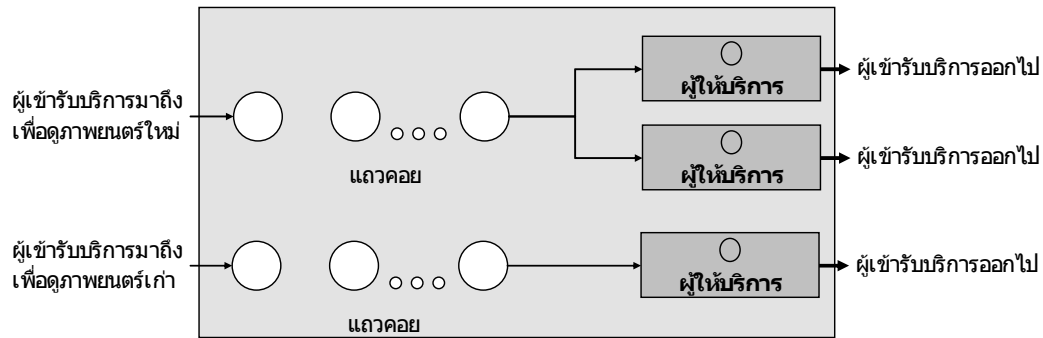 ผู้ให้บริการ
ผู้เข้ารับบริการออกไป
ผู้เข้ารับบริการมาถึง
เพื่อดูภาพยนตร์ใหม่
แถวคอย
ผู้ให้บริการ
ผู้เข้ารับบริการออกไป
ผู้เข้ารับบริการมาถึง
เพื่อดูภาพยนตร์เก่า
แถวคอย
ผู้ให้บริการ
ผู้เข้ารับบริการออกไป